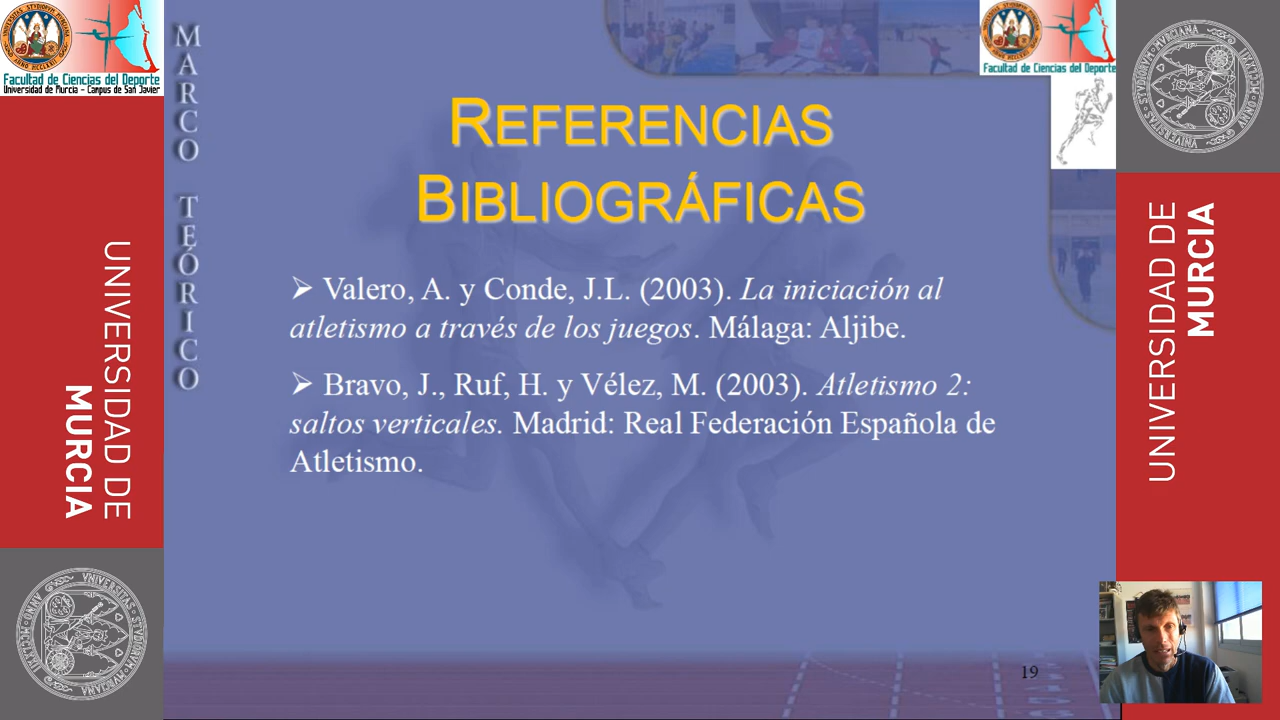 Facultad de Ciencias del Deporte
Universidad de Murcia - Campus de San Javier
UNIVERSIDAD DE
MURCIA
MARCO TEÓRICO
REFERENCIAS
BIBLIOGRÁFICAS
➢ Valero, A. y Conde, J.L. (2003). La iniciación al
atletismo a través de los juegos. Málaga: Aljibe.
➢ Bravo, J., Ruf, H. y Vélez, M. (2003). Atletismo 2:
saltos verticales. Madrid: Real Federación Española de
Atletismo.
19
Facultad de Ciencias del Deporte
UNIVERSIDAD DE
MURCIA